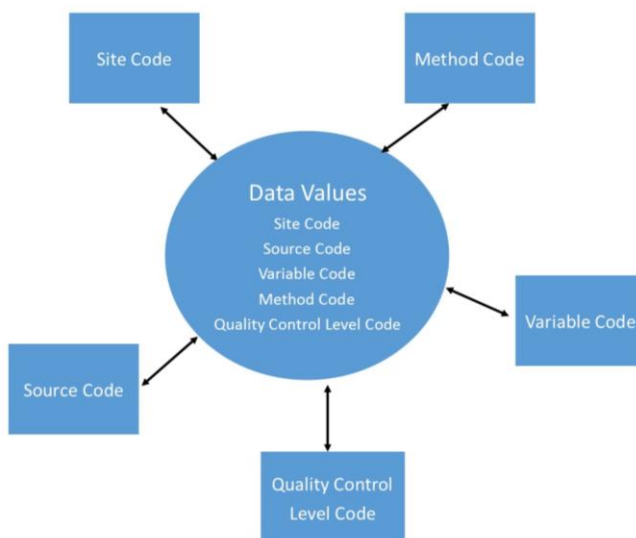 Site Code
Method Code
Data Values
Site Code
Source Code
Variable Code
Method Code
Quality Control Level Code
Variable Code
Source Code
Quality Control
Level Code